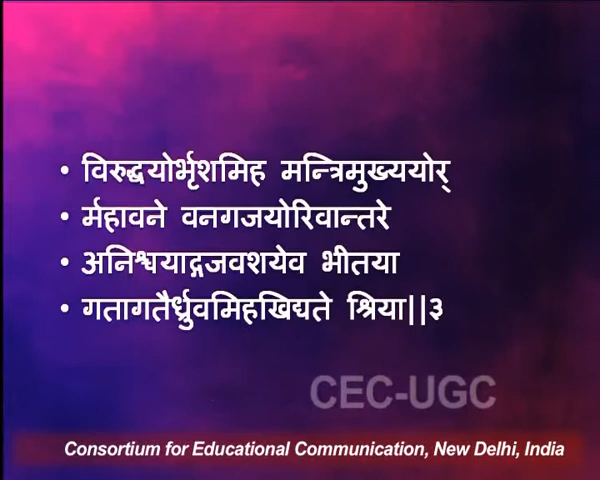 • विरुद्धयोर्भृशमिह मन्त्रिमुख्ययोर्
• र्महावने वनगजयोरिवान्तरे
• अनिश्चयाद्गजवशयेव भीतया
• गतागतैर्ध्रुवमिहखिद्यते श्रिया||३
CEC-UGC
Consortium for Educational Communication, New Delhi, India